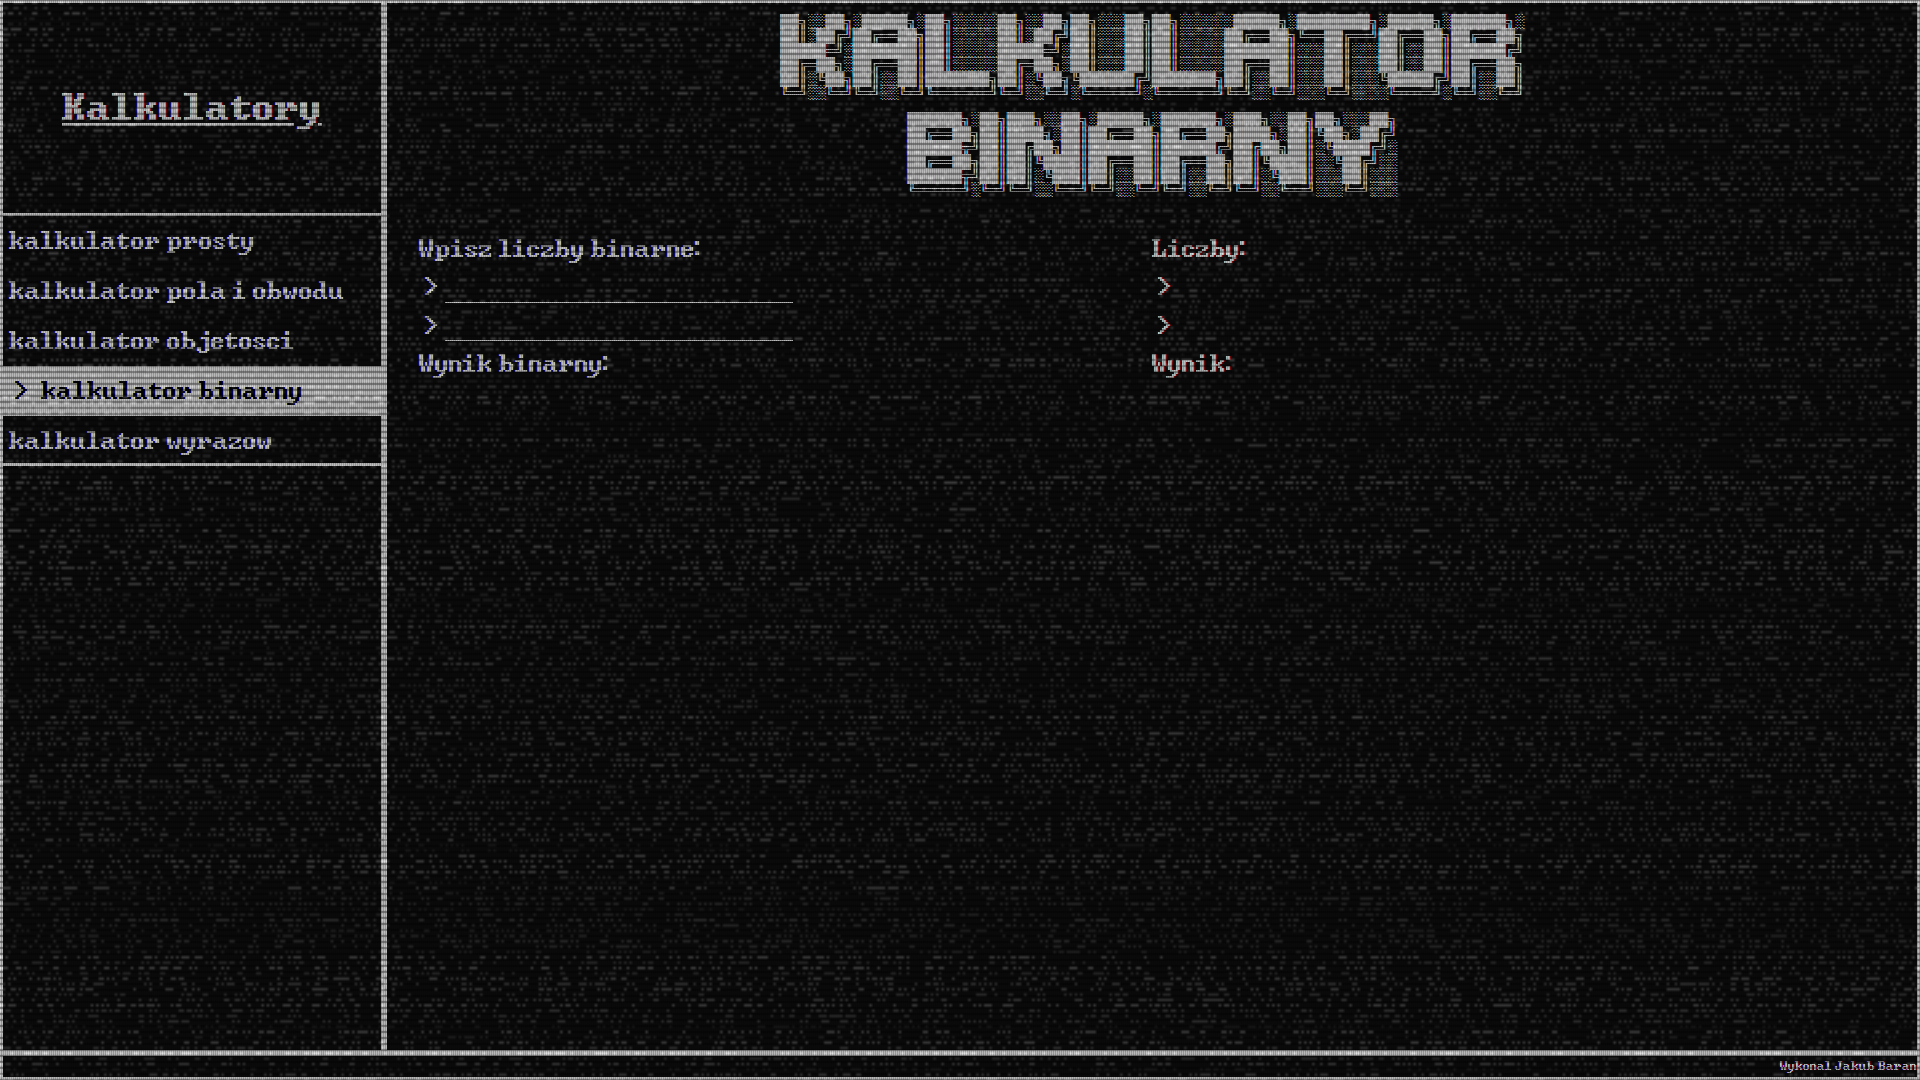 KALKULATOR
BINARNY
Kalkulatory
kalkulator prosty
kalkulator pola i obwodu
kalkulator objetosci
> kalkulator binarny
kalkulator wyrazow
Wpisz liczby binarne:
>
>
Wynik binarny:
Liczby:
>
>
Wynik:
Wykonal Jakub Baran